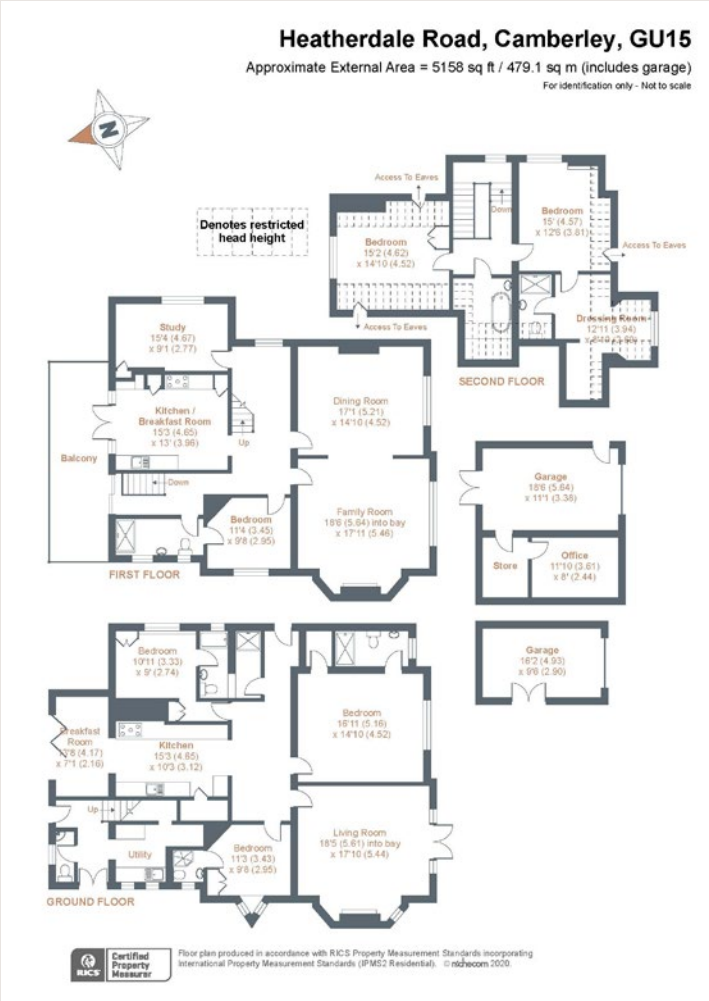 Heatherdale Road, Camberley, GU15
Approximate External Area = 5158 sq ft / 479.1 sq m (includes garage)
For identification only - Not to scale
N
Denotes restricted
head height
Access To Eaves
Down
Bedroom
15' (4.57)
x 12'6 (3.81)
Bedroom
15'2 (4.62)
x 14'10 (4.52)
Access To Eaves
Access To Eaves
Dressing Room
12'11 (3.94)
SECOND FLOOR
Study
15'4 (4.67)
x 9'1 (2.77)
Kitchen /
Breakfast Room
15'3 (4.65)
x 13' (3.96)
Up
Balcony
Down
Dining Room
17'1 (5.21)
x 14'10 (4.52)
Family Room
18'6 (5.64) into bay
x 17'11 (5.46)
Bedroom
11'4 (3.45)
x 9'8 (2.95)
FIRST FLOOR
Garage
18'6 (5.64)
x 11'1 (3.38)
Store
Office
11'10 (3.61)
x 8' (2.44)
Garage
16'2 (4.93)
x 9'6 (2.90)
Bedroom
10'11 (3.33)
x 9' (2.74)
Bedroom
16'11 (5.16)
x 14'10 (4.52)
Breakfast
Room
13'8 (4.17)
x 7'1 (2.16)
Kitchen
15'3 (4.65)
x 10'3 (3.12)
Up
Utility
Bedroom
11'3 (3.43)
x 9'8 (2.95)
Living Room
18'5 (5.61) into bay
x 17'10 (5.44)
GROUND FLOOR
RICS
Certified
Property
Measurer
Floor plan produced in accordance with RICS Property Measurement Standards incorporating
International Property Measurement Standards (IPMS2 Residential). © nichecom 2020.